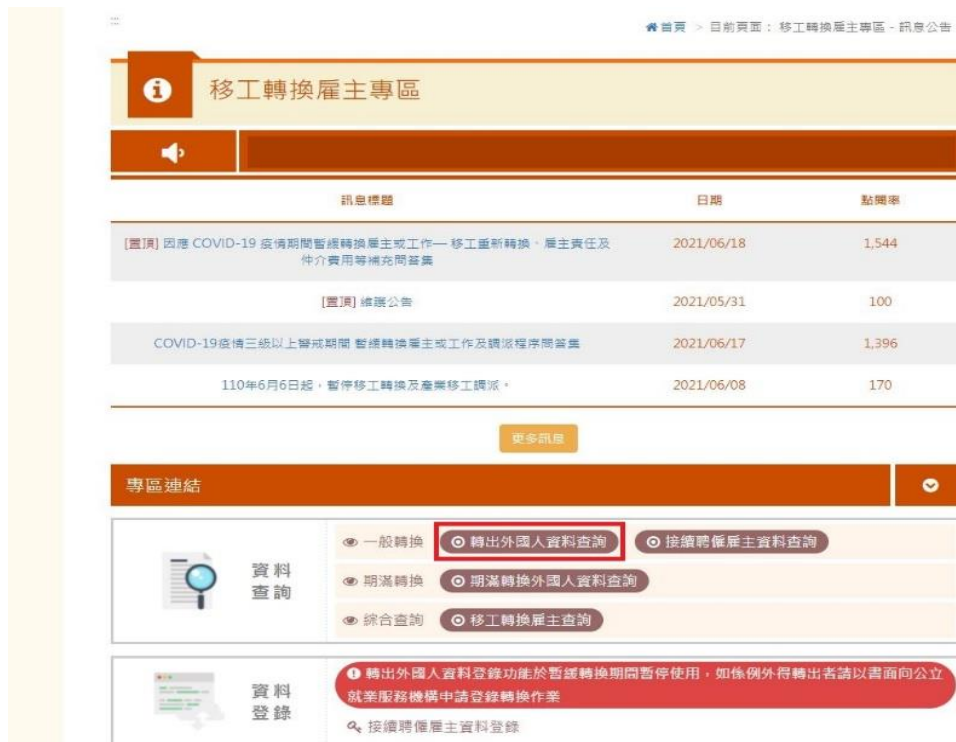 :::
首頁 > 目前頁面： 移工轉換雇主專區 - 訊息公告
移工轉換雇主專區
訊息標題 日期 點閱率
[置頂] 因應 COVID-19 疫情期間暫緩轉換雇主或工作— 移工重新轉換、雇主責任及 2021/06/18 1,544
仲介費用等補充問答集
[置頂] 維護公告 2021/05/31 100
COVID-19疫情三級以上警戒期間 暫緩轉換雇主或工作及調派程序問答集 2021/06/17 1,396
110年6月6日起，暫停移工轉換及產業移工調派。 2021/06/08 170
更多訊息
專區連結
資料
查詢
一般轉換 轉出外國人資料查詢 接續聘僱雇主資料查詢
期滿轉換 期滿轉換外國人資料查詢
綜合查詢 移工轉換雇主查詢
資料
登錄
轉出外國人資料登錄功能於暫緩轉換期間暫停使用，如係例外得轉出者請以書面向公立
就業服務機構申請登錄轉換作業
接續聘僱雇主資料登錄